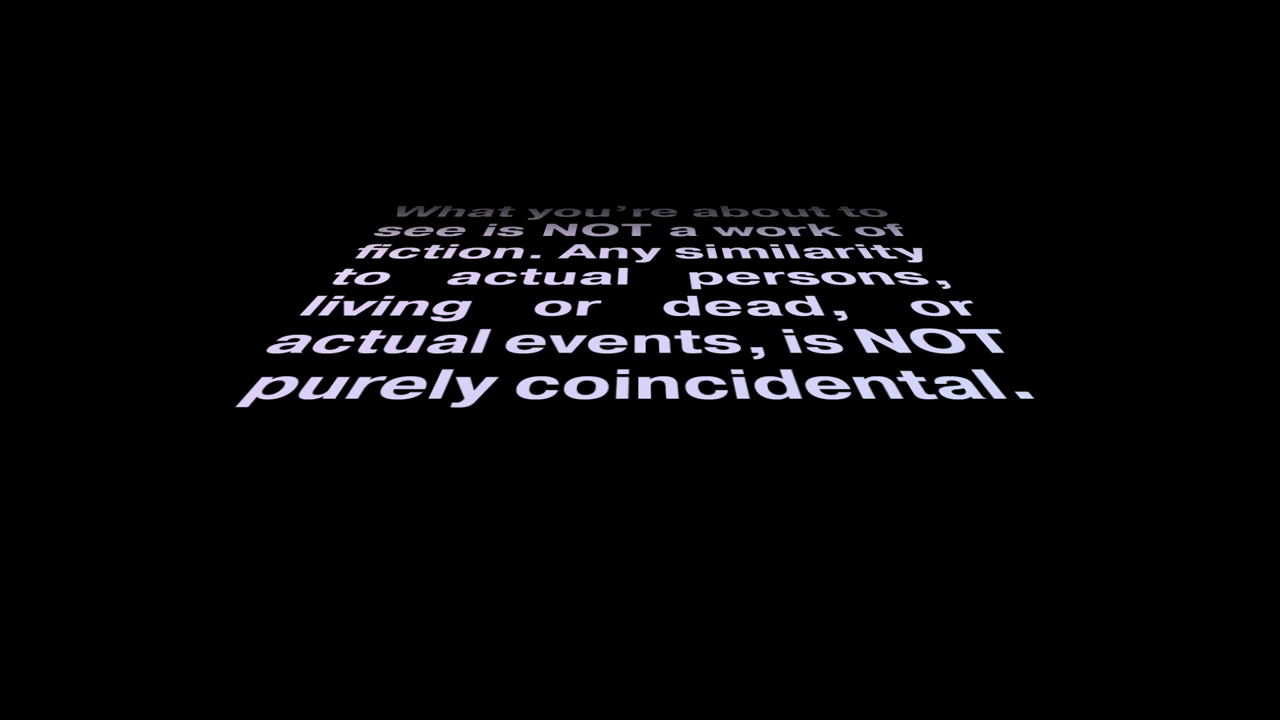 What you’re about to
see is NOT a work of
fiction. Any similarity
to actual persons,
living or dead, or
actual events, is NOT
purely coincidental.